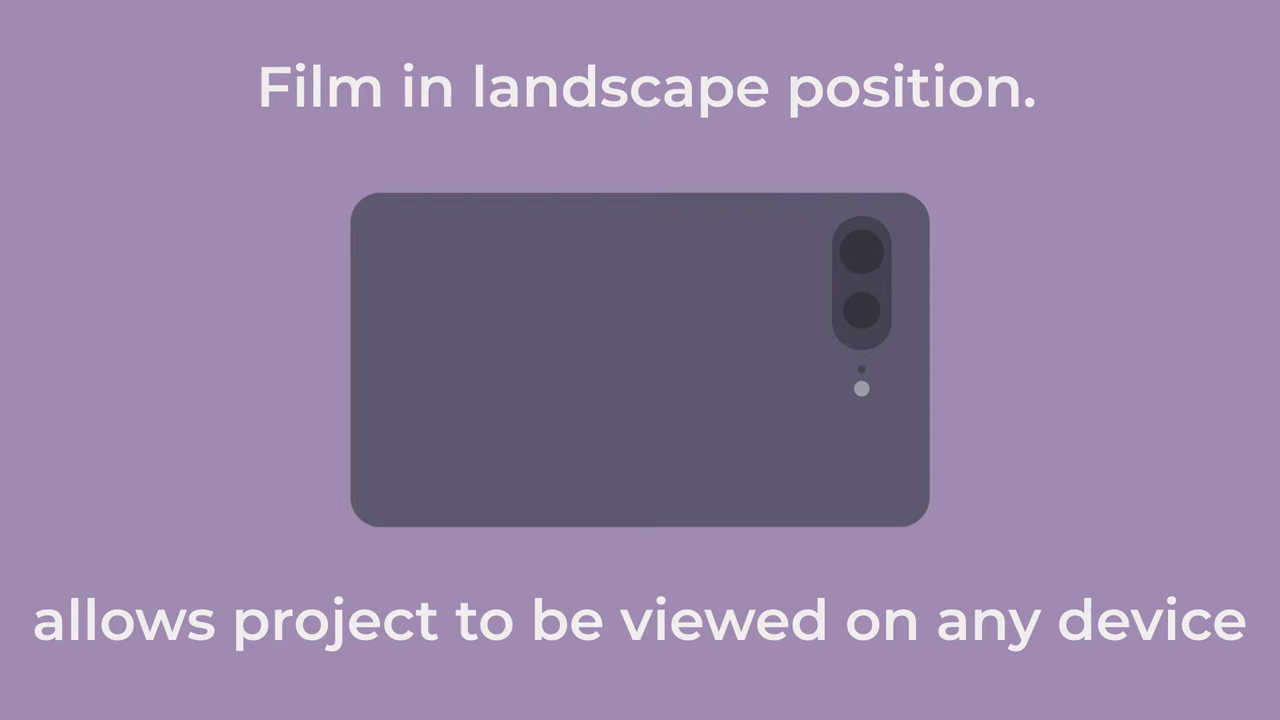 Film in landscape position.
allows project to be viewed on any device